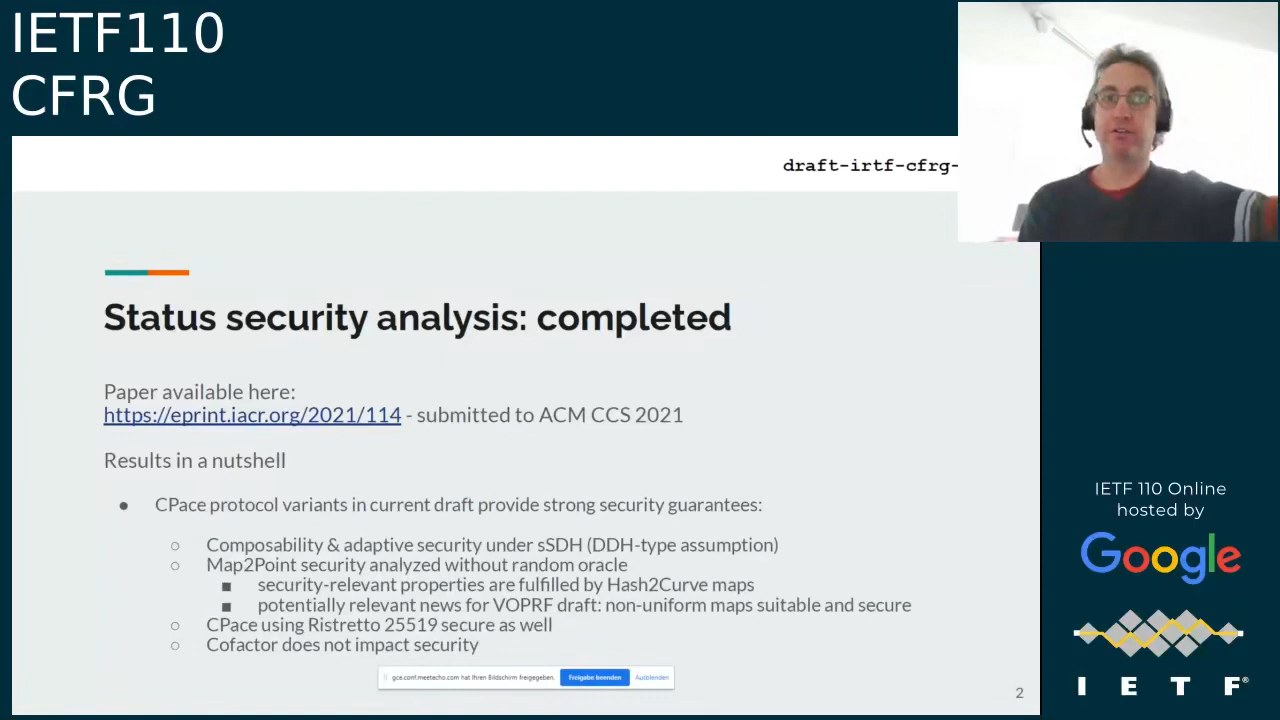 IETF110
CFRG
draft-irtf-cfrg-
Status security analysis: completed
Paper available here:
https://eprint.iacr.org/2021/114 - submitted to ACM CCS 2021
Results in a nutshell
● CPace protocol variants in current draft provide strong security guarantees:
○ Composability & adaptive security under sSDH (DDH-type assumption)
○ Map2Point security analyzed without random oracle
■ security-relevant properties are fulfilled by Hash2Curve maps
■ potentially relevant news for VOPRF draft: non-uniform maps suitable and secure
○ CPace using Ristretto 25519 secure as well
○ Cofactor does not impact security
gce.conf.meetecho.com hat Ihren Bildschirm freigegeben. Freigabe beenden Ausblenden
2
IETF 110 Online
hosted by
Google
I E T F®